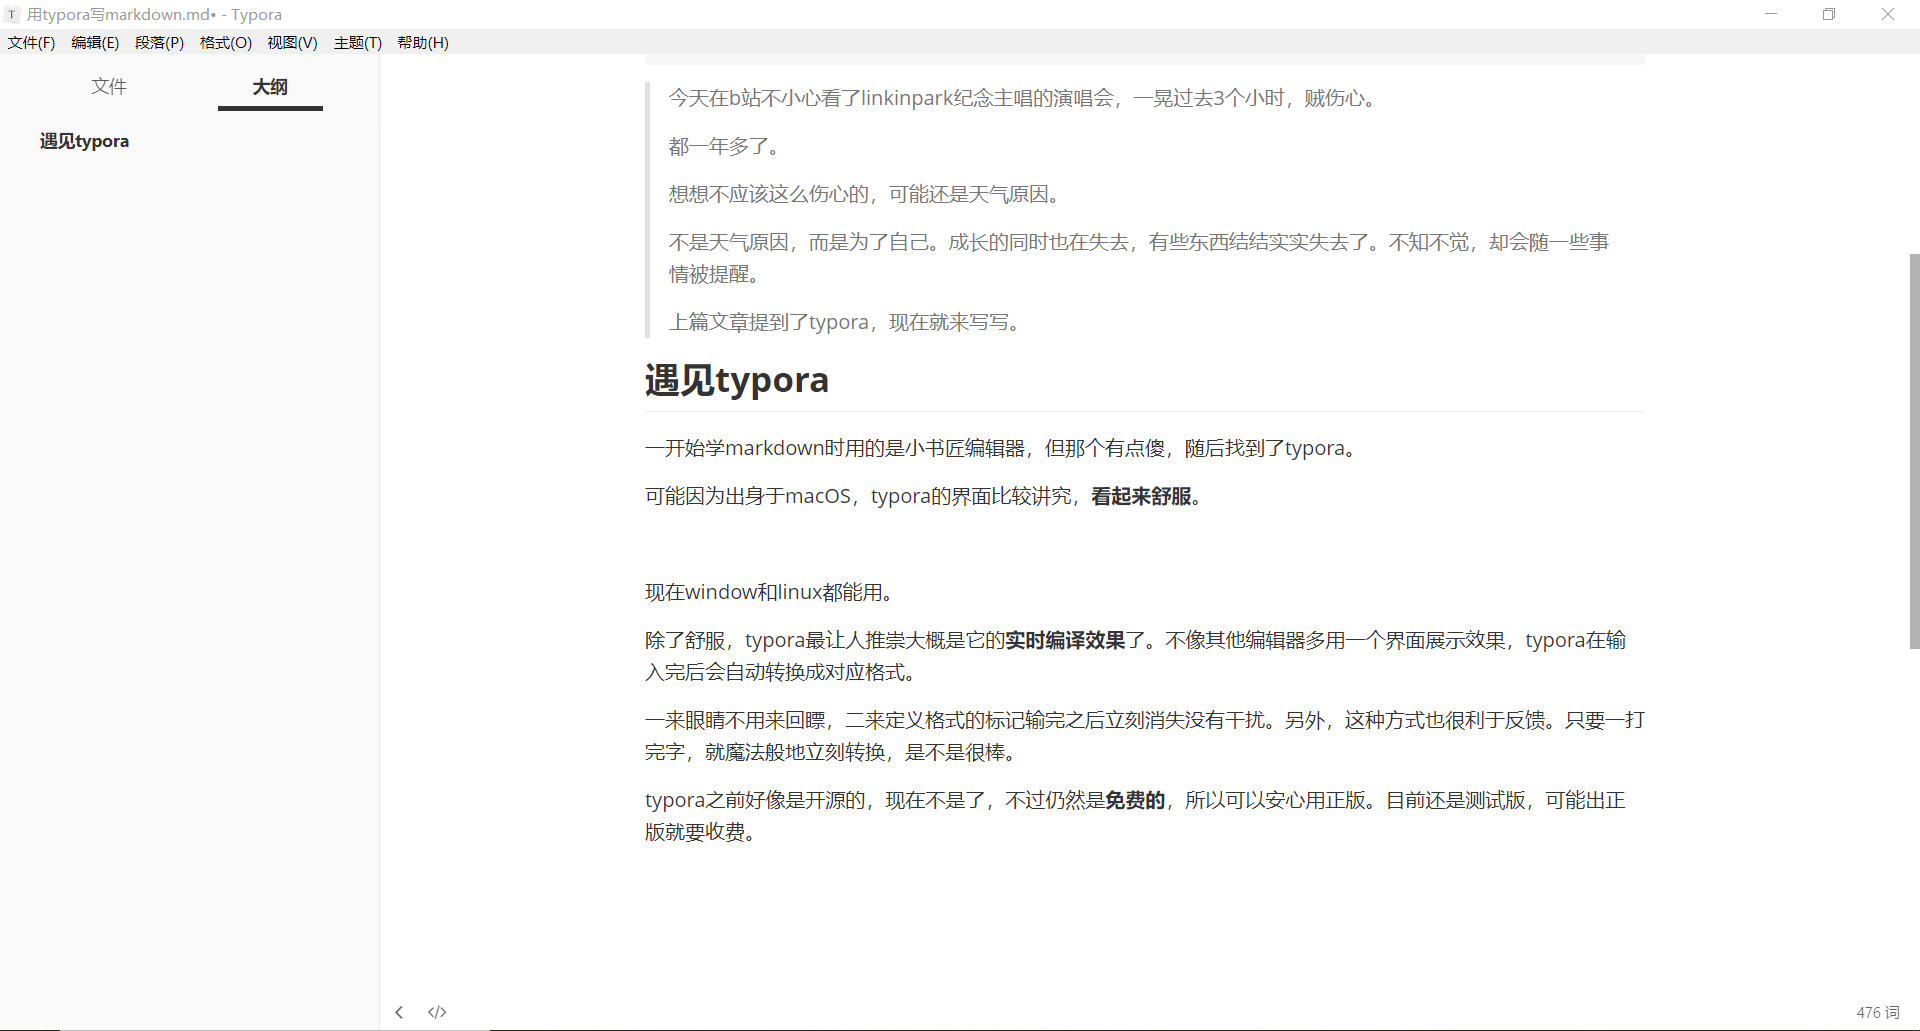 用typora写markdown.md• - Typora
文件(F) 编辑(E) 段落(P) 格式(O) 视图(V) 主题(T) 帮助(H)
文件 大纲
遇见typora
今天在b站不小心看了linkinpark纪念主唱的演唱会，一晃过去3个小时，贼伤心。
都一年多了。
想想不应该这么伤心的，可能还是天气原因。
不是天气原因，而是为了自己。成长的同时也在失去，有些东西结结实实失去了。不知不觉，却会随一些事
情被提醒。
上篇文章提到了typora，现在就来写写。
遇见typora
一开始学markdown时用的是小书匠编辑器，但那个有点傻，随后找到了typora。
可能因为出身于macOS，typora的界面比较讲究，看起来舒服。
现在window和linux都能用。
除了舒服，typora最让人推崇大概是它的实时编译效果了。不像其他编辑器多用一个界面展示效果，typora在输
入完后会自动转换成对应格式。
一来眼睛不用来回瞟，二来定义格式的标记输完之后立刻消失没有干扰。另外，这种方式也很利于反馈。只要一打
完字，就魔法般地立刻转换，是不是很棒。
typora之前好像是开源的，现在不是了，不过仍然是免费的，所以可以安心用正版。目前还是测试版，可能出正
版就要收费。
476 词